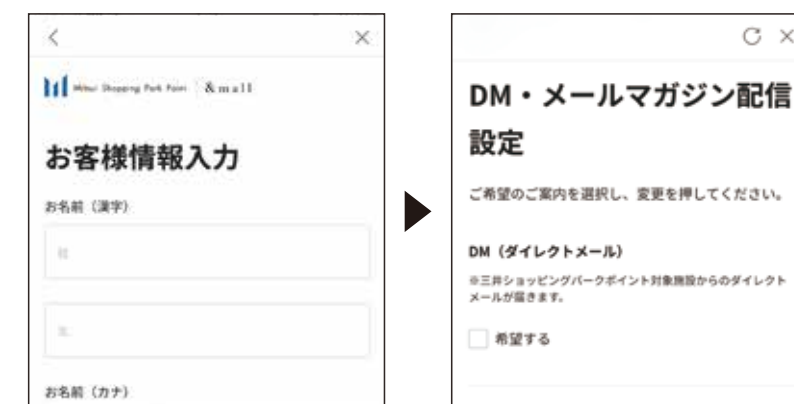 Mitsui Shopping Park Point
&mall
お客様情報入力
お名前（漢字）
姓
名
お名前（カナ）
DM・メールマガジン配信
設定
ご希望のご案内を選択し、変更を押してください。
DM（ダイレクトメール）
※三井ショッピングパークポイント対象施設からのダイレクト
メールが届きます。
希望する